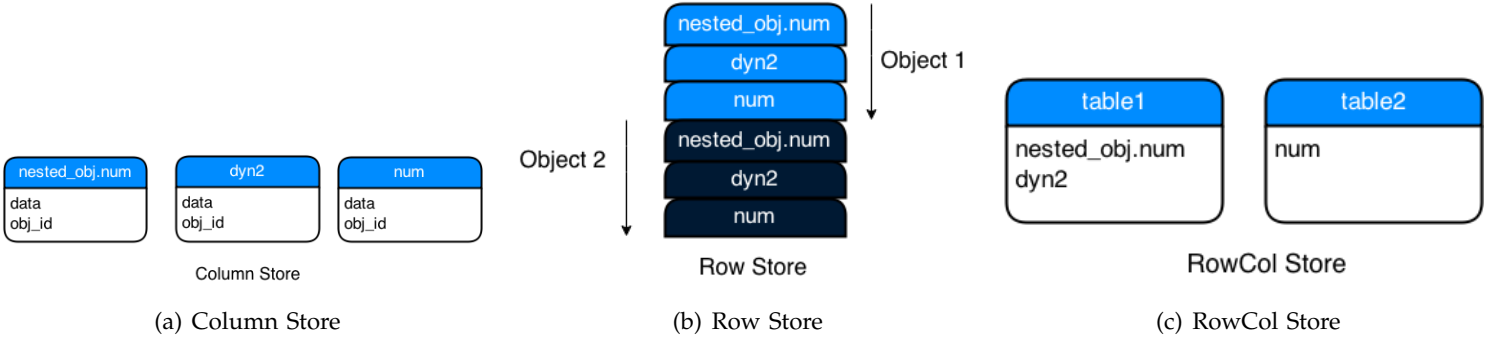 nested_obj.num
data
obj_id
dyn2
data
obj_id
num
data
obj_id
Column Store
(a) Column Store
nested_obj.num
dyn2
num
nested_obj.num
dyn2
num
Object 1
Object 2
Row Store
(b) Row Store
table1
nested_obj.num
dyn2
table2
num
RowCol Store
(c) RowCol Store